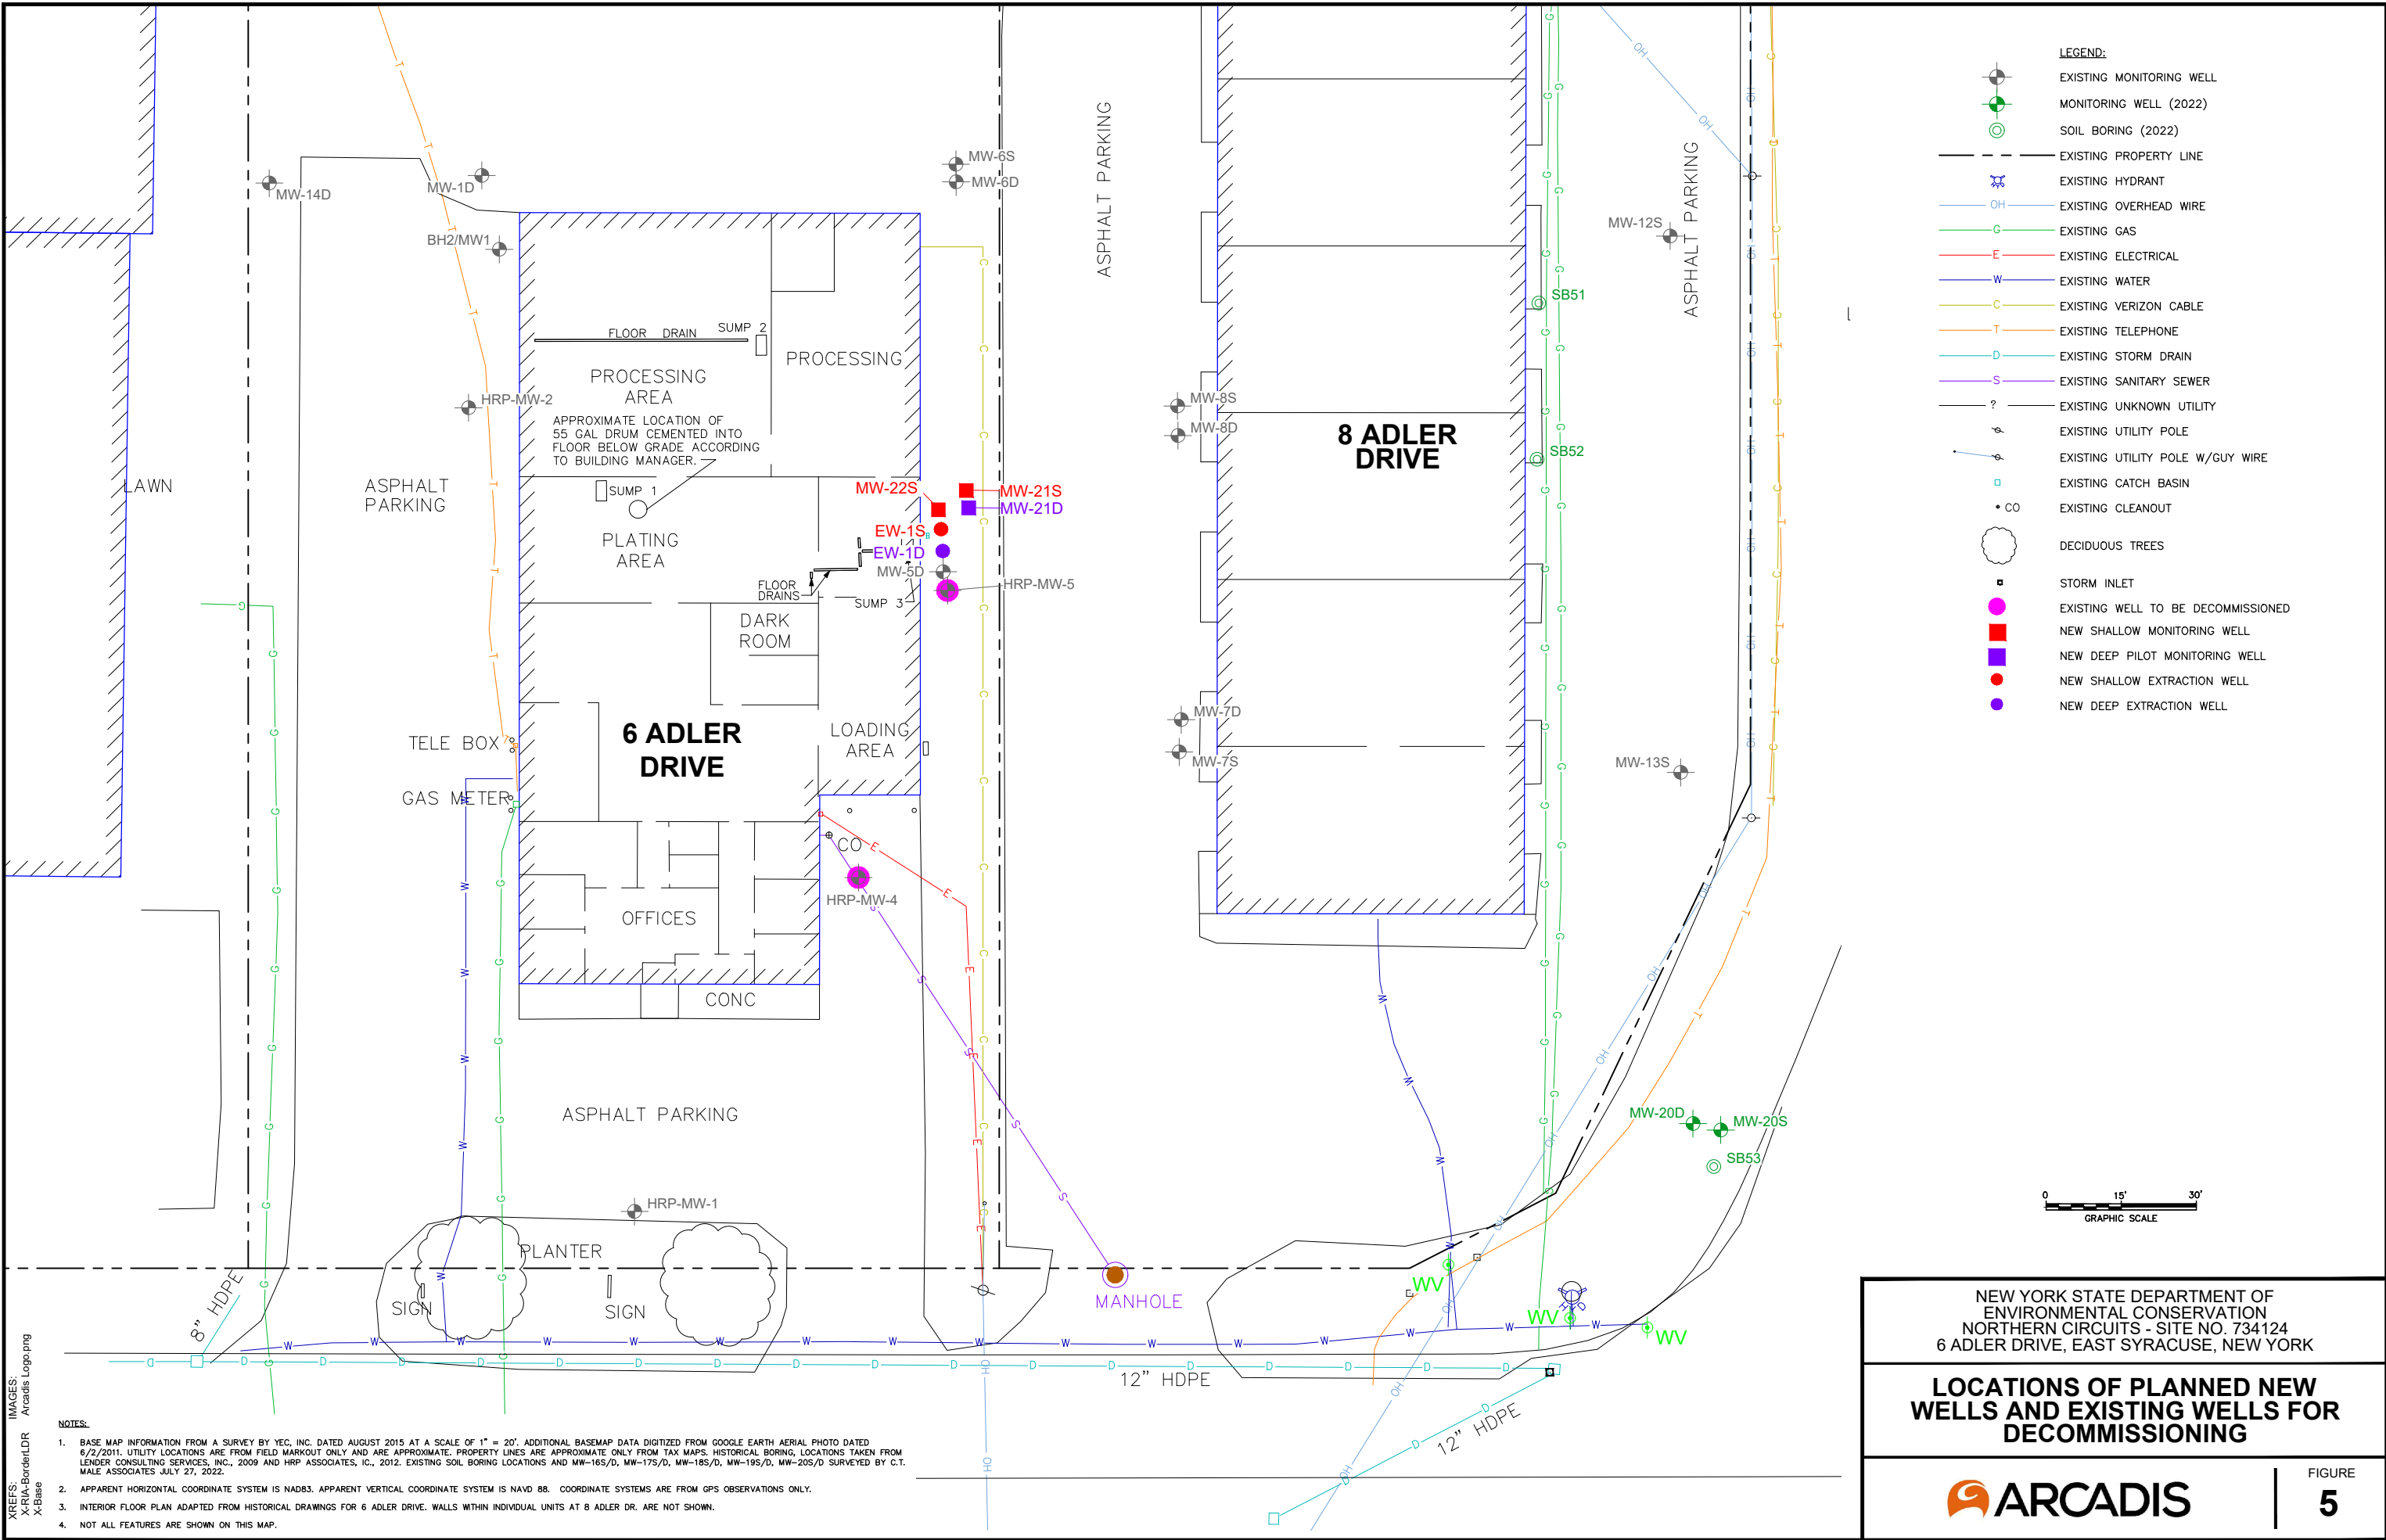 LEGEND:
EXISTING MONITORING WELL
MONITORING WELL (2022)
SOIL BORING (2022)
EXISTING PROPERTY LINE
EXISTING HYDRANT
OH EXISTING OVERHEAD WIRE
G EXISTING GAS
E EXISTING ELECTRICAL
W EXISTING WATER
C EXISTING VERIZON CABLE
T EXISTING TELEPHONE
D EXISTING STORM DRAIN
S EXISTING SANITARY SEWER
? EXISTING UNKNOWN UTILITY
EXISTING UTILITY POLE
EXISTING UTILITY POLE W/GUY WIRE
EXISTING CATCH BASIN
CO EXISTING CLEANOUT
DECIDUOUS TREES
STORM INLET
EXISTING WELL TO BE DECOMMISSIONED
NEW SHALLOW MONITORING WELL
NEW DEEP PILOT MONITORING WELL
NEW SHALLOW EXTRACTION WELL
NEW DEEP EXTRACTION WELL
MW-14D
MW-1D
BH2/MW1
MW-6S
MW-6D
ASPHALT PARKING
ASPHALT PARKING
MW-12S
SB51
SB52
FLOOR DRAIN
SUMP 2
PROCESSING
PROCESSING
AREA
HRP-MW-2
APPROXIMATE LOCATION OF
55 GAL DRUM CEMENTED INTO
FLOOR BELOW GRADE ACCORDING
TO BUILDING MANAGER.
MW-8S
MW-8D
8 ADLER
DRIVE
LAWN
ASPHALT
PARKING
SUMP 1
PLATING
AREA
MW-22S
MW-21S
MW-21D
EW-1S
EW-1D
MW-5D
HRP-MW-5
FLOOR
DRAINS
SUMP 3
DARK
ROOM
6 ADLER
DRIVE
LOADING
AREA
TELE BOX
GAS METER
MW-7D
MW-7S
MW-13S
CO
HRP-MW-4
OFFICES
CONC
ASPHALT PARKING
HRP-MW-1
PLANTER
SIGN
SIGN
8" HDPE
MANHOLE
MW-20D
MW-20S
SB53
WV
WV
WV
HYD
12" HDPE
12" HDPE
0 15' 30'
GRAPHIC SCALE
NOTES:
1. BASE MAP INFORMATION FROM A SURVEY BY YEC, INC. DATED AUGUST 2015 AT A SCALE OF 1" = 20'. ADDITIONAL BASEMAP DATA DIGITIZED FROM GOOGLE EARTH AERIAL PHOTO DATED
6/2/2011. UTILITY LOCATIONS ARE FROM FIELD MARKOUT ONLY AND ARE APPROXIMATE. PROPERTY LINES ARE APPROXIMATE ONLY FROM TAX MAPS. HISTORICAL BORING, LOCATIONS TAKEN FROM
LENDER CONSULTING SERVICES, INC., 2009 AND HRP ASSOCIATES, IC., 2012. EXISTING SOIL BORING LOCATIONS AND MW-16S/D, MW-17S/D, MW-18S/D, MW-19S/D, MW-20S/D SURVEYED BY C.T.
MALE ASSOCIATES JULY 27, 2022.
2. APPARENT HORIZONTAL COORDINATE SYSTEM IS NAD83. APPARENT VERTICAL COORDINATE SYSTEM IS NAVD 88. COORDINATE SYSTEMS ARE FROM GPS OBSERVATIONS ONLY.
3. INTERIOR FLOOR PLAN ADAPTED FROM HISTORICAL DRAWINGS FOR 6 ADLER DRIVE. WALLS WITHIN INDIVIDUAL UNITS AT 8 ADLER DR. ARE NOT SHOWN.
4. NOT ALL FEATURES ARE SHOWN ON THIS MAP.
XREFS:
X-RIA-BorderLDR
X-Base
IMAGES:
Arcadis Logo.png
NEW YORK STATE DEPARTMENT OF
ENVIRONMENTAL CONSERVATION
NORTHERN CIRCUITS - SITE NO. 734124
6 ADLER DRIVE, EAST SYRACUSE, NEW YORK
LOCATIONS OF PLANNED NEW
WELLS AND EXISTING WELLS FOR
DECOMMISSIONING
ARCADIS
FIGURE
5